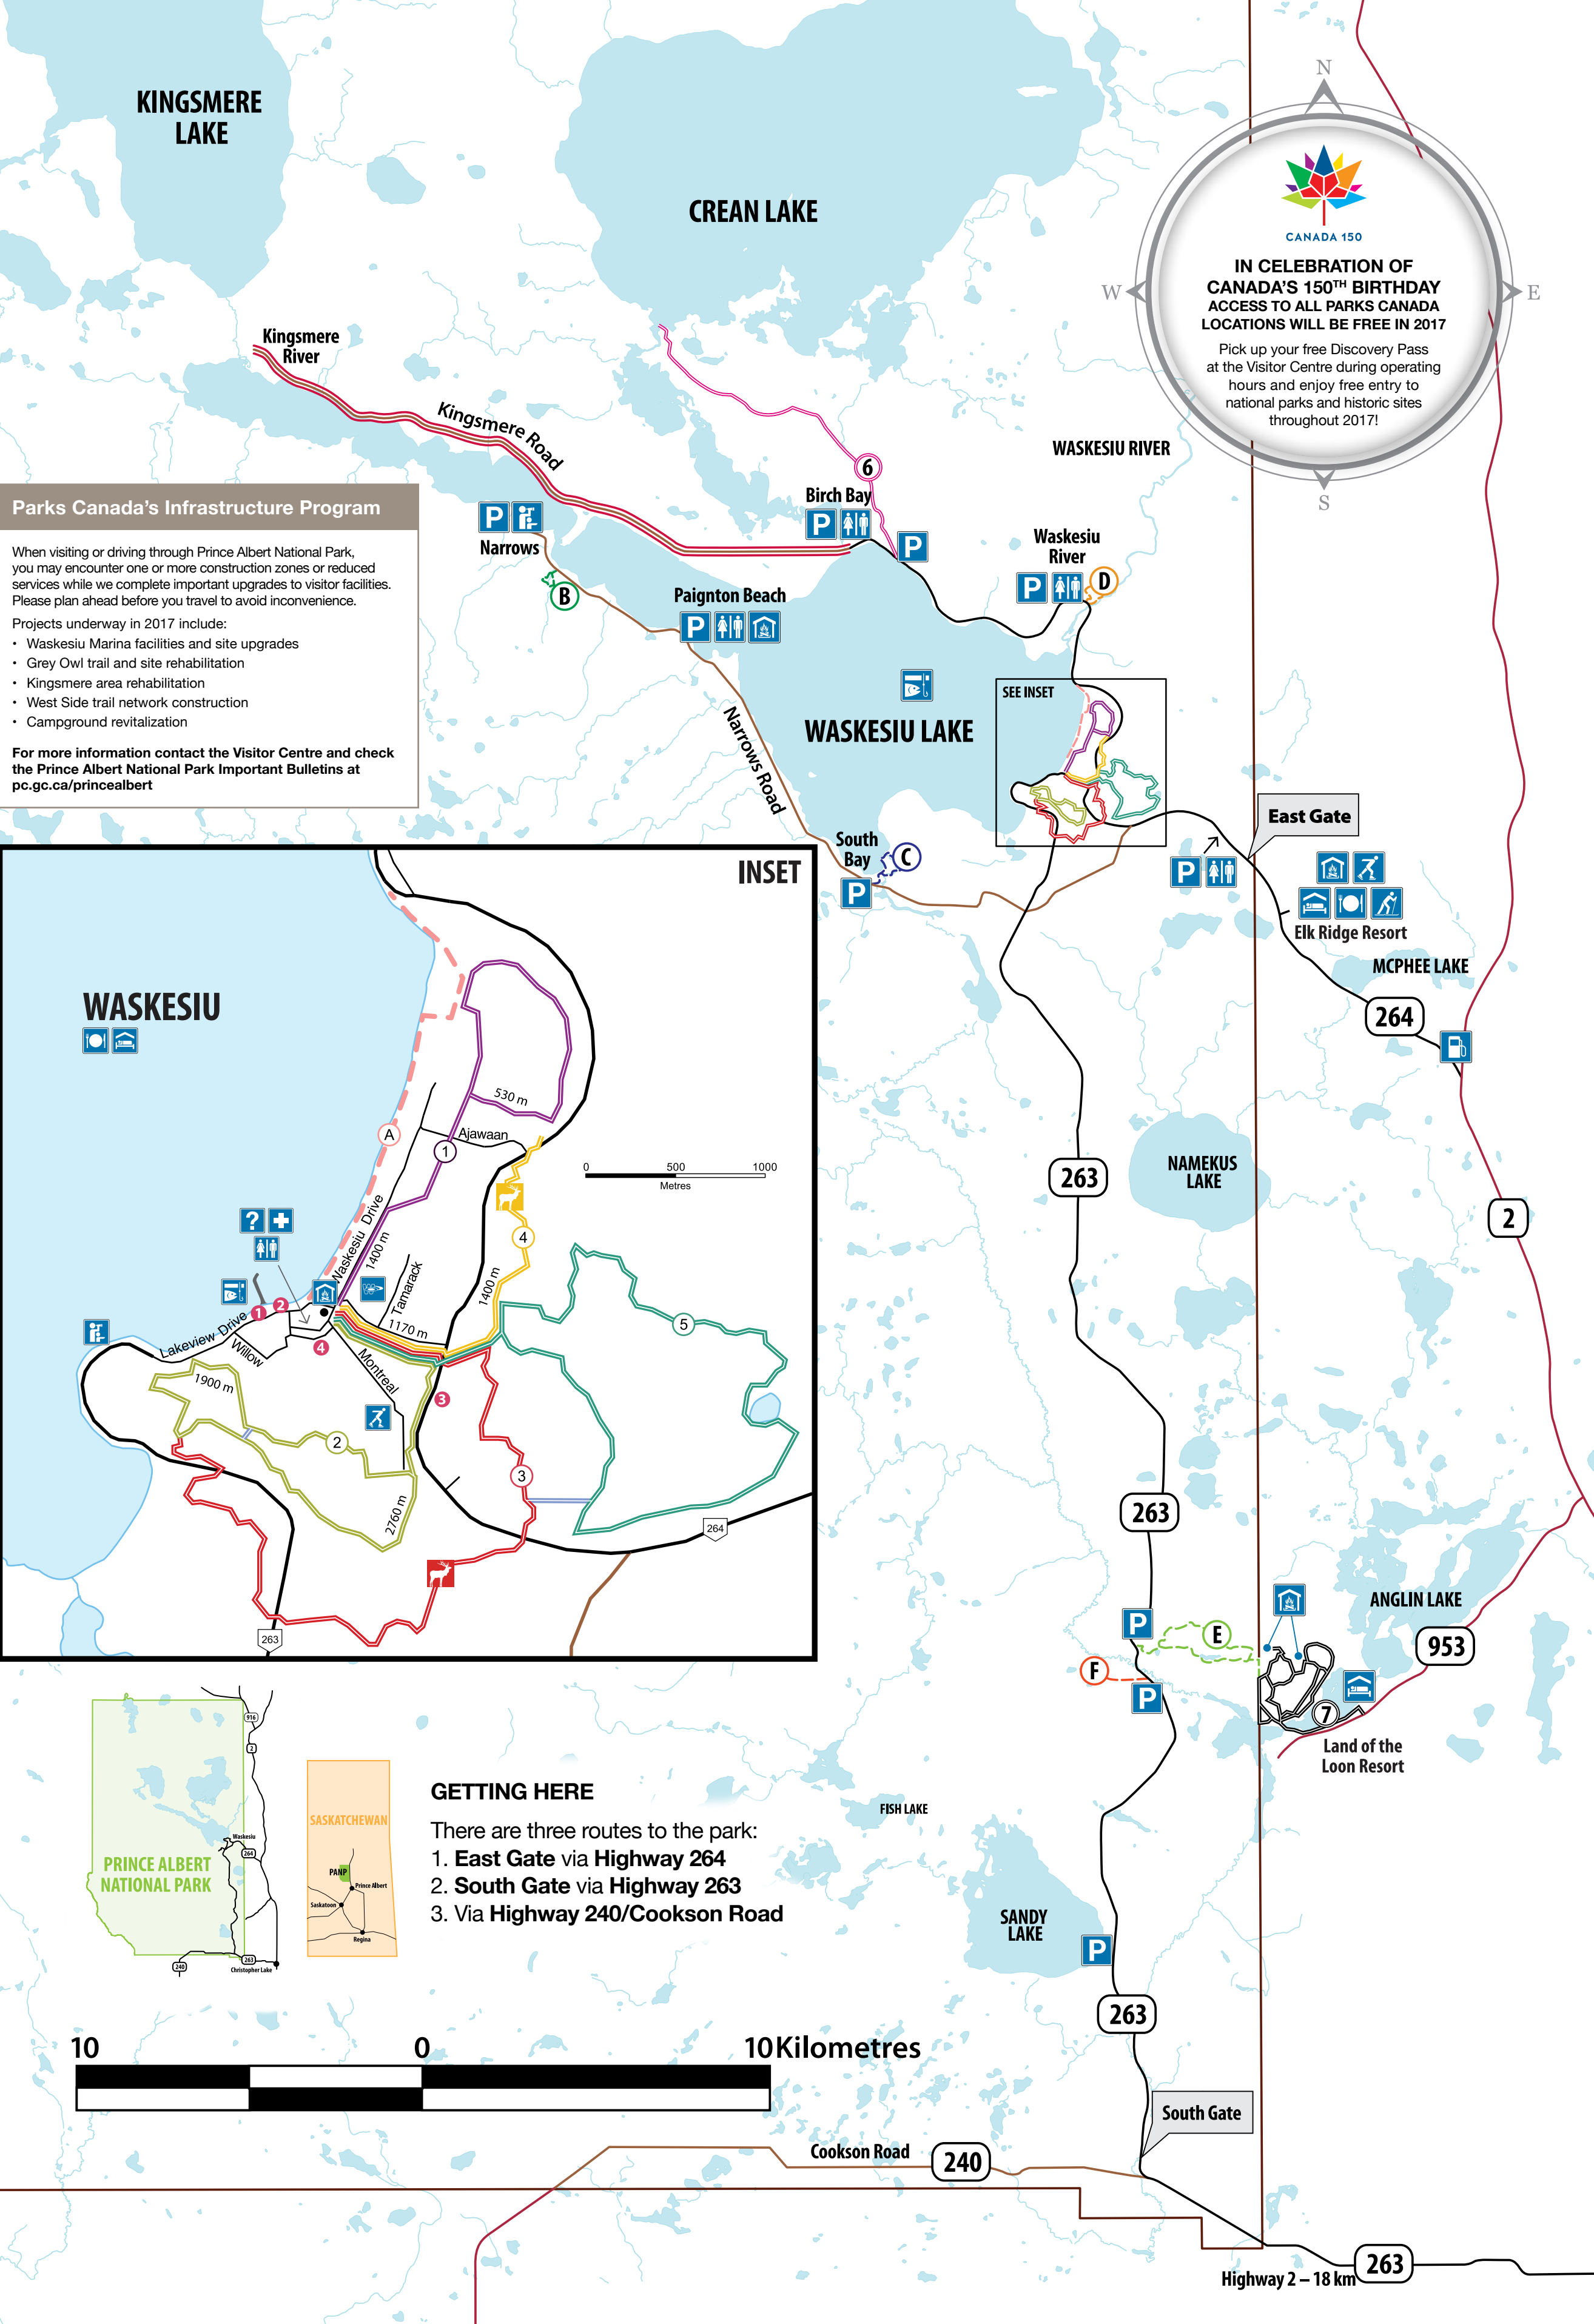 KINGSMERE
LAKE
CREAN LAKE
N
W
E
S
CANADA 150
IN CELEBRATION OF
CANADA'S 150TH BIRTHDAY
ACCESS TO ALL PARKS CANADA
LOCATIONS WILL BE FREE IN 2017
Pick up your free Discovery Pass
at the Visitor Centre during operating
hours and enjoy free entry to
national parks and historic sites
throughout 2017!
Kingsmere
River
Kingsmere Road
WASKESIU RIVER
6
Birch Bay
P
P
Waskesiu
River
P
D
P
Narrows
B
Paignton Beach
P
Parks Canada's Infrastructure Program
When visiting or driving through Prince Albert National Park,
you may encounter one or more construction zones or reduced
services while we complete important upgrades to visitor facilities.
Please plan ahead before you travel to avoid inconvenience.
Projects underway in 2017 include:
• Waskesiu Marina facilities and site upgrades
• Grey Owl trail and site rehabilitation
• Kingsmere area rehabilitation
• West Side trail network construction
• Campground revitalization
For more information contact the Visitor Centre and check
the Prince Albert National Park Important Bulletins at
pc.gc.ca/princealbert
SEE INSET
WASKESIU LAKE
Narrows Road
East Gate
South
Bay
C
P
P
Elk Ridge Resort
MCPHEE LAKE
264
INSET
WASKESIU
530 m
A
Ajawaan
1
0
500
1000
Metres
4
Waskesiu Drive
1400 m
?
Tamarack
1400 m
1
2
Lakeview Drive
1170 m
5
Willow
4
Montreal
1900 m
3
2
3
2760 m
264
263
263
NAMEKUS
LAKE
2
263
P
E
F
P
ANGLIN LAKE
953
7
Land of the
Loon Resort
916
2
Waskesiu
264
PRINCE ALBERT
NATIONAL PARK
263
240
Christopher Lake
SASKATCHEWAN
PANP
Prince Albert
Saskatoon
Regina
GETTING HERE
There are three routes to the park:
1. East Gate via Highway 264
2. South Gate via Highway 263
3. Via Highway 240/Cookson Road
FISH LAKE
SANDY
LAKE
P
263
10
0
10 Kilometres
South Gate
Cookson Road
240
263
Highway 2 – 18 km